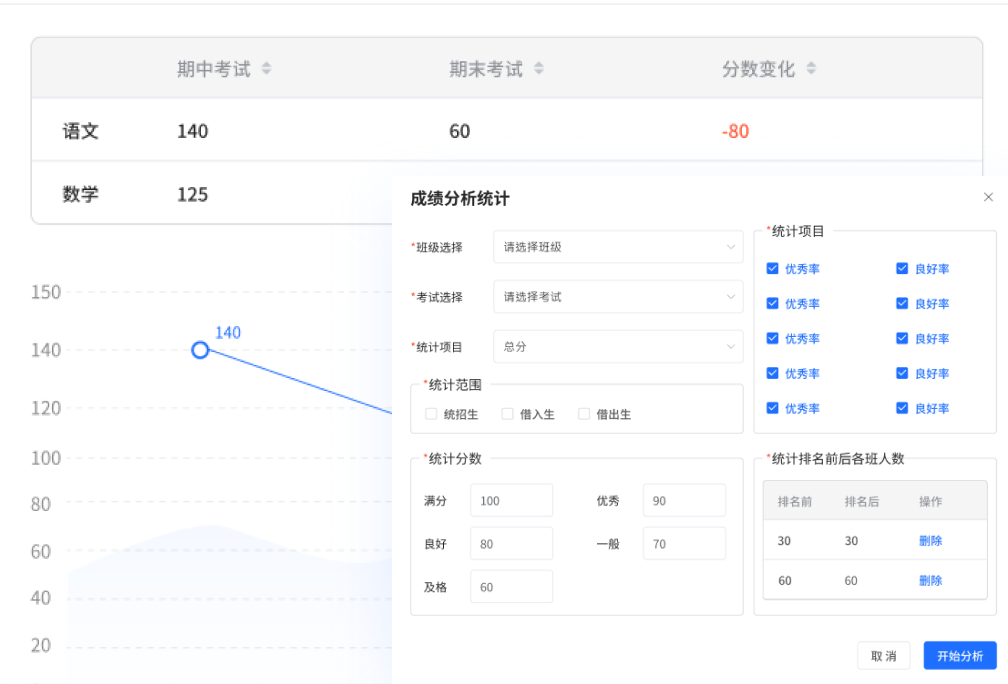 期中考试 期末考试 分数变化
语文 140 60 -80
数学 125
150
140
120
100
80
60
40
20
140
成绩分析统计
*班级选择 请选择班级
*考试选择 请选择考试
*统计项目 总分
*统计范围
统招生 借入生 借出生
*统计分数
满分 100 优秀 90
良好 80 一般 70
及格 60
*统计项目
优秀率 良好率
优秀率 良好率
优秀率 良好率
优秀率 良好率
优秀率 良好率
*统计排名前后各班人数
排名前 排名后 操作
30 30 删除
60 60 删除
取消 开始分析